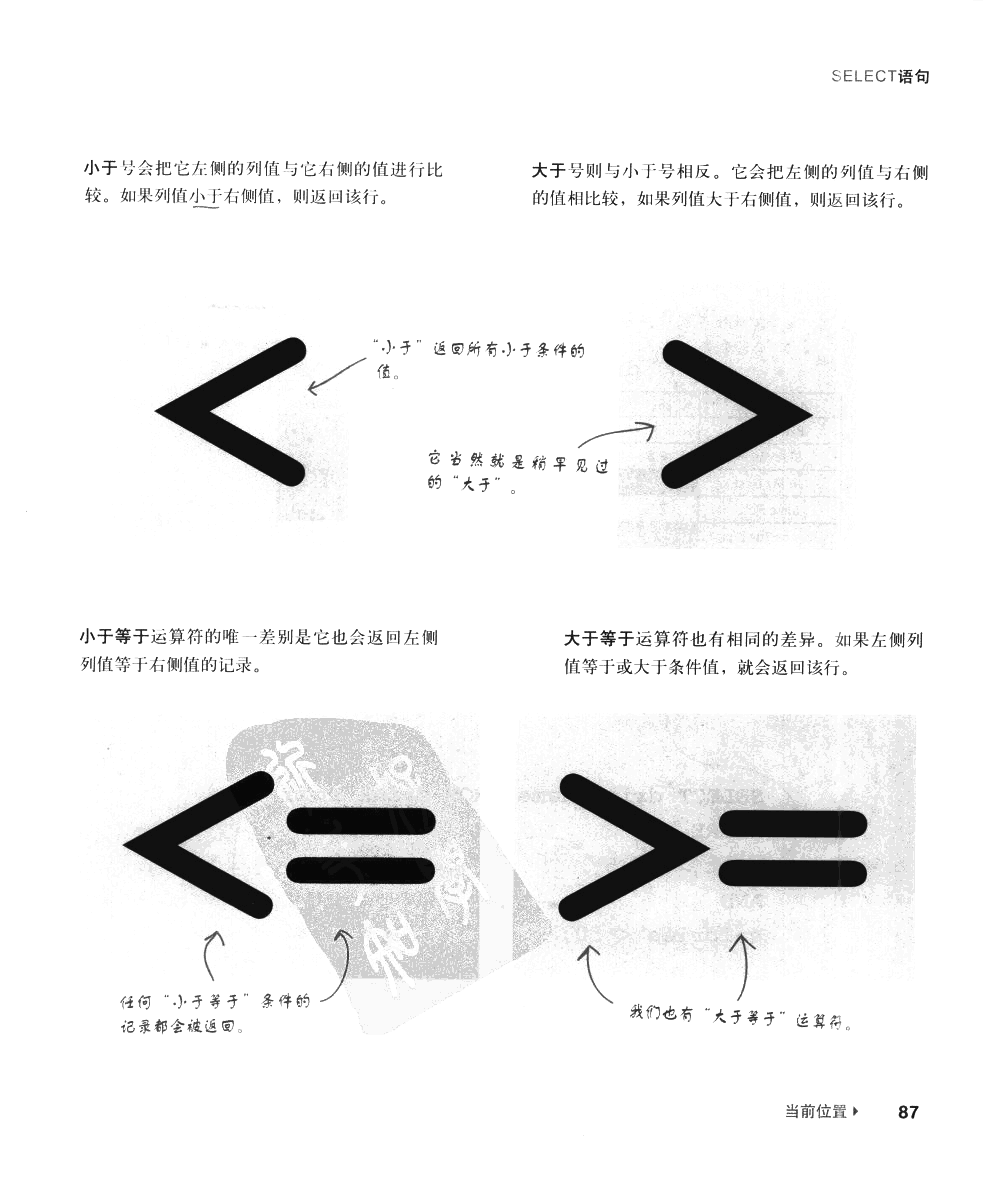 SELECT语句
小于号会把它左侧的列值与它右侧的值进行比
较。如果列值小于右侧值，则返回该行。
大于号则与小于号相反。它会把左侧的列值与右侧
的值相比较，如果列值大于右侧值，则返回该行。
<
“小于”返回所有小于条件的
值。
>
它当然就是稍早见过
的“大于”。
小于等于运算符的唯一差别是它也会返回左侧
列值等于右侧值的记录。
大于等于运算符也有相同的差异。如果左侧列
值等于或大于条件值，就会返回该行。
<=
>=
任何“小于等于”条件的
记录都会被返回。
我们也有“大于等于”运算符。
当前位置 87